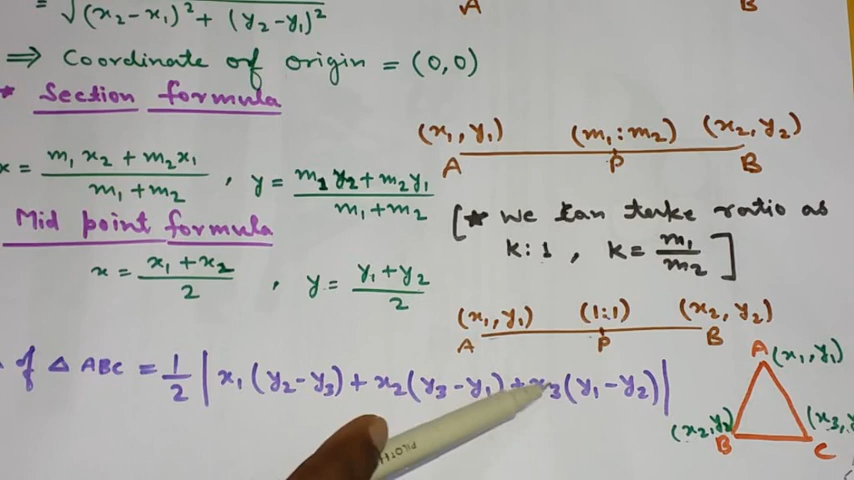 = √(x₂-x₁)² + (y₂-y₁)²
A B
⇒ Coordinate of origin = (0,0)
* Section formula
(x₁, y₁) (m₁:m₂) (x₂, y₂)
A P B
x = m₁x₂ + m₂x₁ / m₁+m₂ , y = m₁y₂+m₂y₁ / m₁+m₂
[* We can take ratio as
K:1 , K = m₁/m₂ ]
Mid point formula
x = x₁+x₂ / 2 , y = y₁+y₂ / 2
(x₁, y₁) (1:1) (x₂, y₂)
A P B
of △ ABC = 1/2 | x₁(y₂-y₃) + x₂(y₃-y₁) + x₃(y₁-y₂) |
A (x₁, y₁)
(x₂, y₂) (x₃, y
B C
PILOT